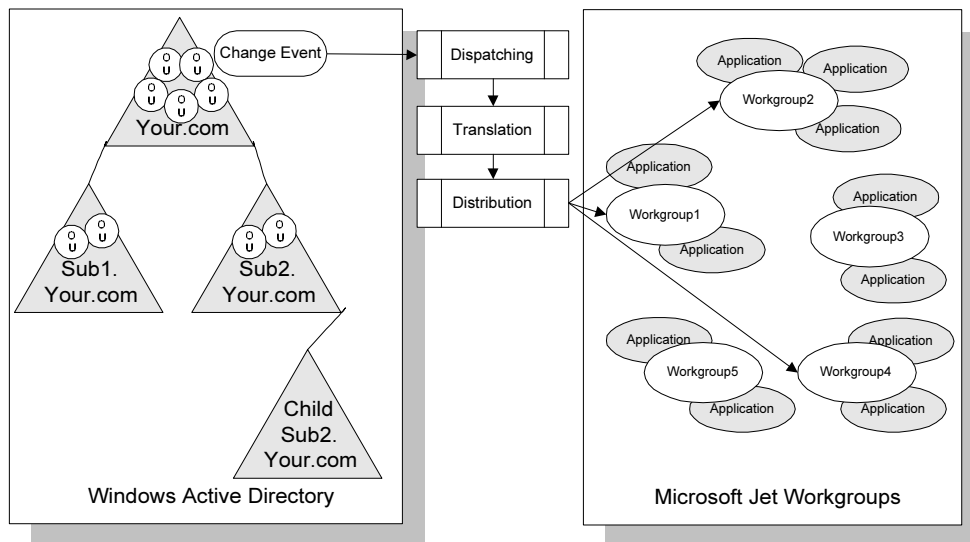 Change Event
O
U
O
U
O
U
O
U
O
U
Your.com
O
U
O
U
Sub1.
Your.com
O
U
O
U
Sub2.
Your.com
Child
Sub2.
Your.com
Windows Active Directory
Dispatching
Translation
Distribution
Application
Application
Workgroup2
Application
Application
Workgroup1
Application
Application
Workgroup3
Application
Application
Workgroup5
Application
Application
Workgroup4
Application
Microsoft Jet Workgroups